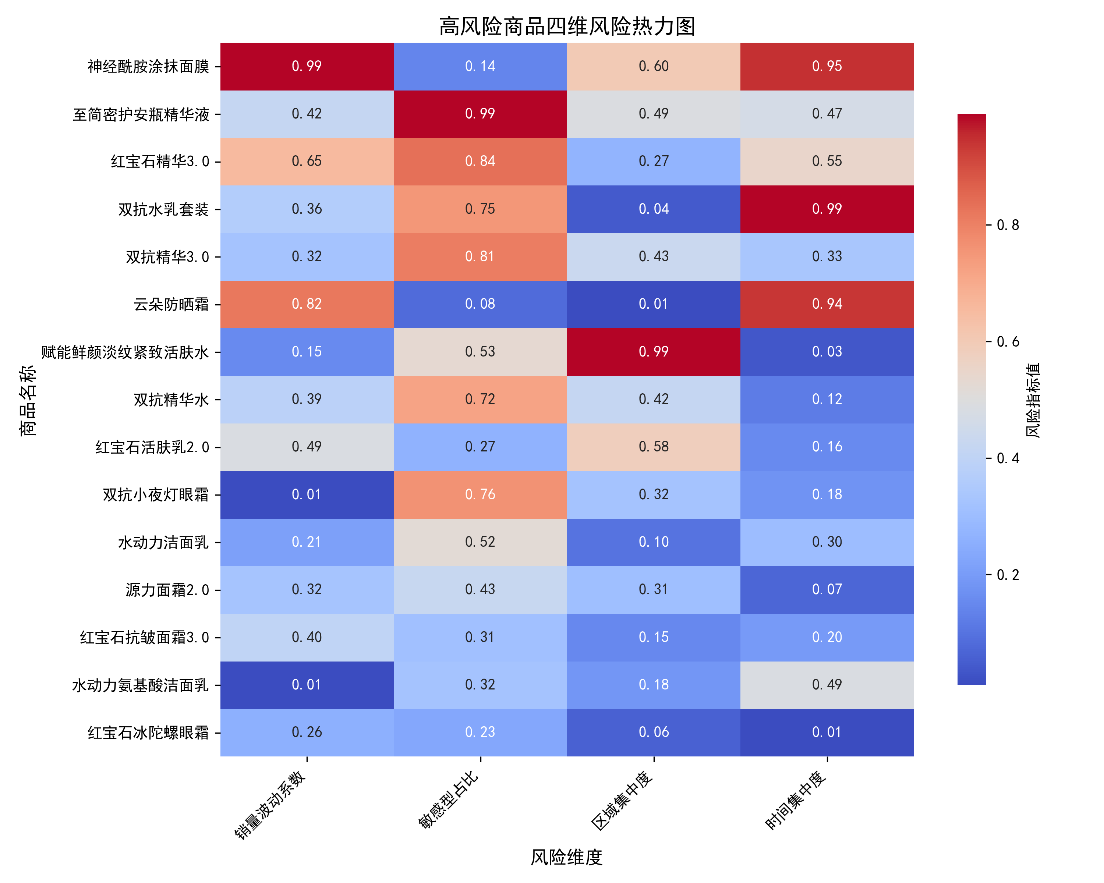 高风险商品四维风险热力图
商品名称
神经酰胺涂抹面膜 0.99 0.14 0.60 0.95
至简密护安瓶精华液 0.42 0.99 0.49 0.47
红宝石精华3.0 0.65 0.84 0.27 0.55
双抗水乳套装 0.36 0.75 0.04 0.99
双抗精华3.0 0.32 0.81 0.43 0.33
云朵防晒霜 0.82 0.08 0.01 0.94
赋能鲜颜淡纹紧致活肤水 0.15 0.53 0.99 0.03
双抗精华水 0.39 0.72 0.42 0.12
红宝石活肤乳2.0 0.49 0.27 0.58 0.16
双抗小夜灯眼霜 0.01 0.76 0.32 0.18
水动力洁面乳 0.21 0.52 0.10 0.30
源力面霜2.0 0.32 0.43 0.31 0.07
红宝石抗皱面霜3.0 0.40 0.31 0.15 0.20
水动力氨基酸洁面乳 0.01 0.32 0.18 0.49
红宝石冰陀螺眼霜 0.26 0.23 0.06 0.01
销量波动系数 敏感型占比 区域集中度 时间集中度
风险维度
0.8
0.6
0.4
0.2
风险指标值